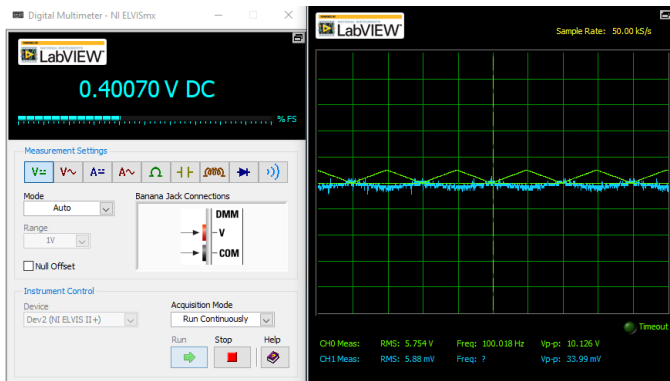 Digital Multimeter - NI ELVISmx
LabVIEW
0.40070 V DC
% FS
Measurement Settings
V= V~ A= A~ Ω
Mode
Banana Jack Connections
Auto
Range
1V
Null Offset
DMM
V
COM
Instrument Control
Device
Acquisition Mode
Dev2 (NI ELVIS II+)
Run Continuously
Run Stop Help
LabVIEW
Sample Rate: 50.00 kS/s
Timeout
CH0 Meas: RMS: 5.754 V Freq: 100.018 Hz Vp-p: 10.126 V
CH1 Meas: RMS: 5.88 mV Freq: ? Vp-p: 33.99 mV